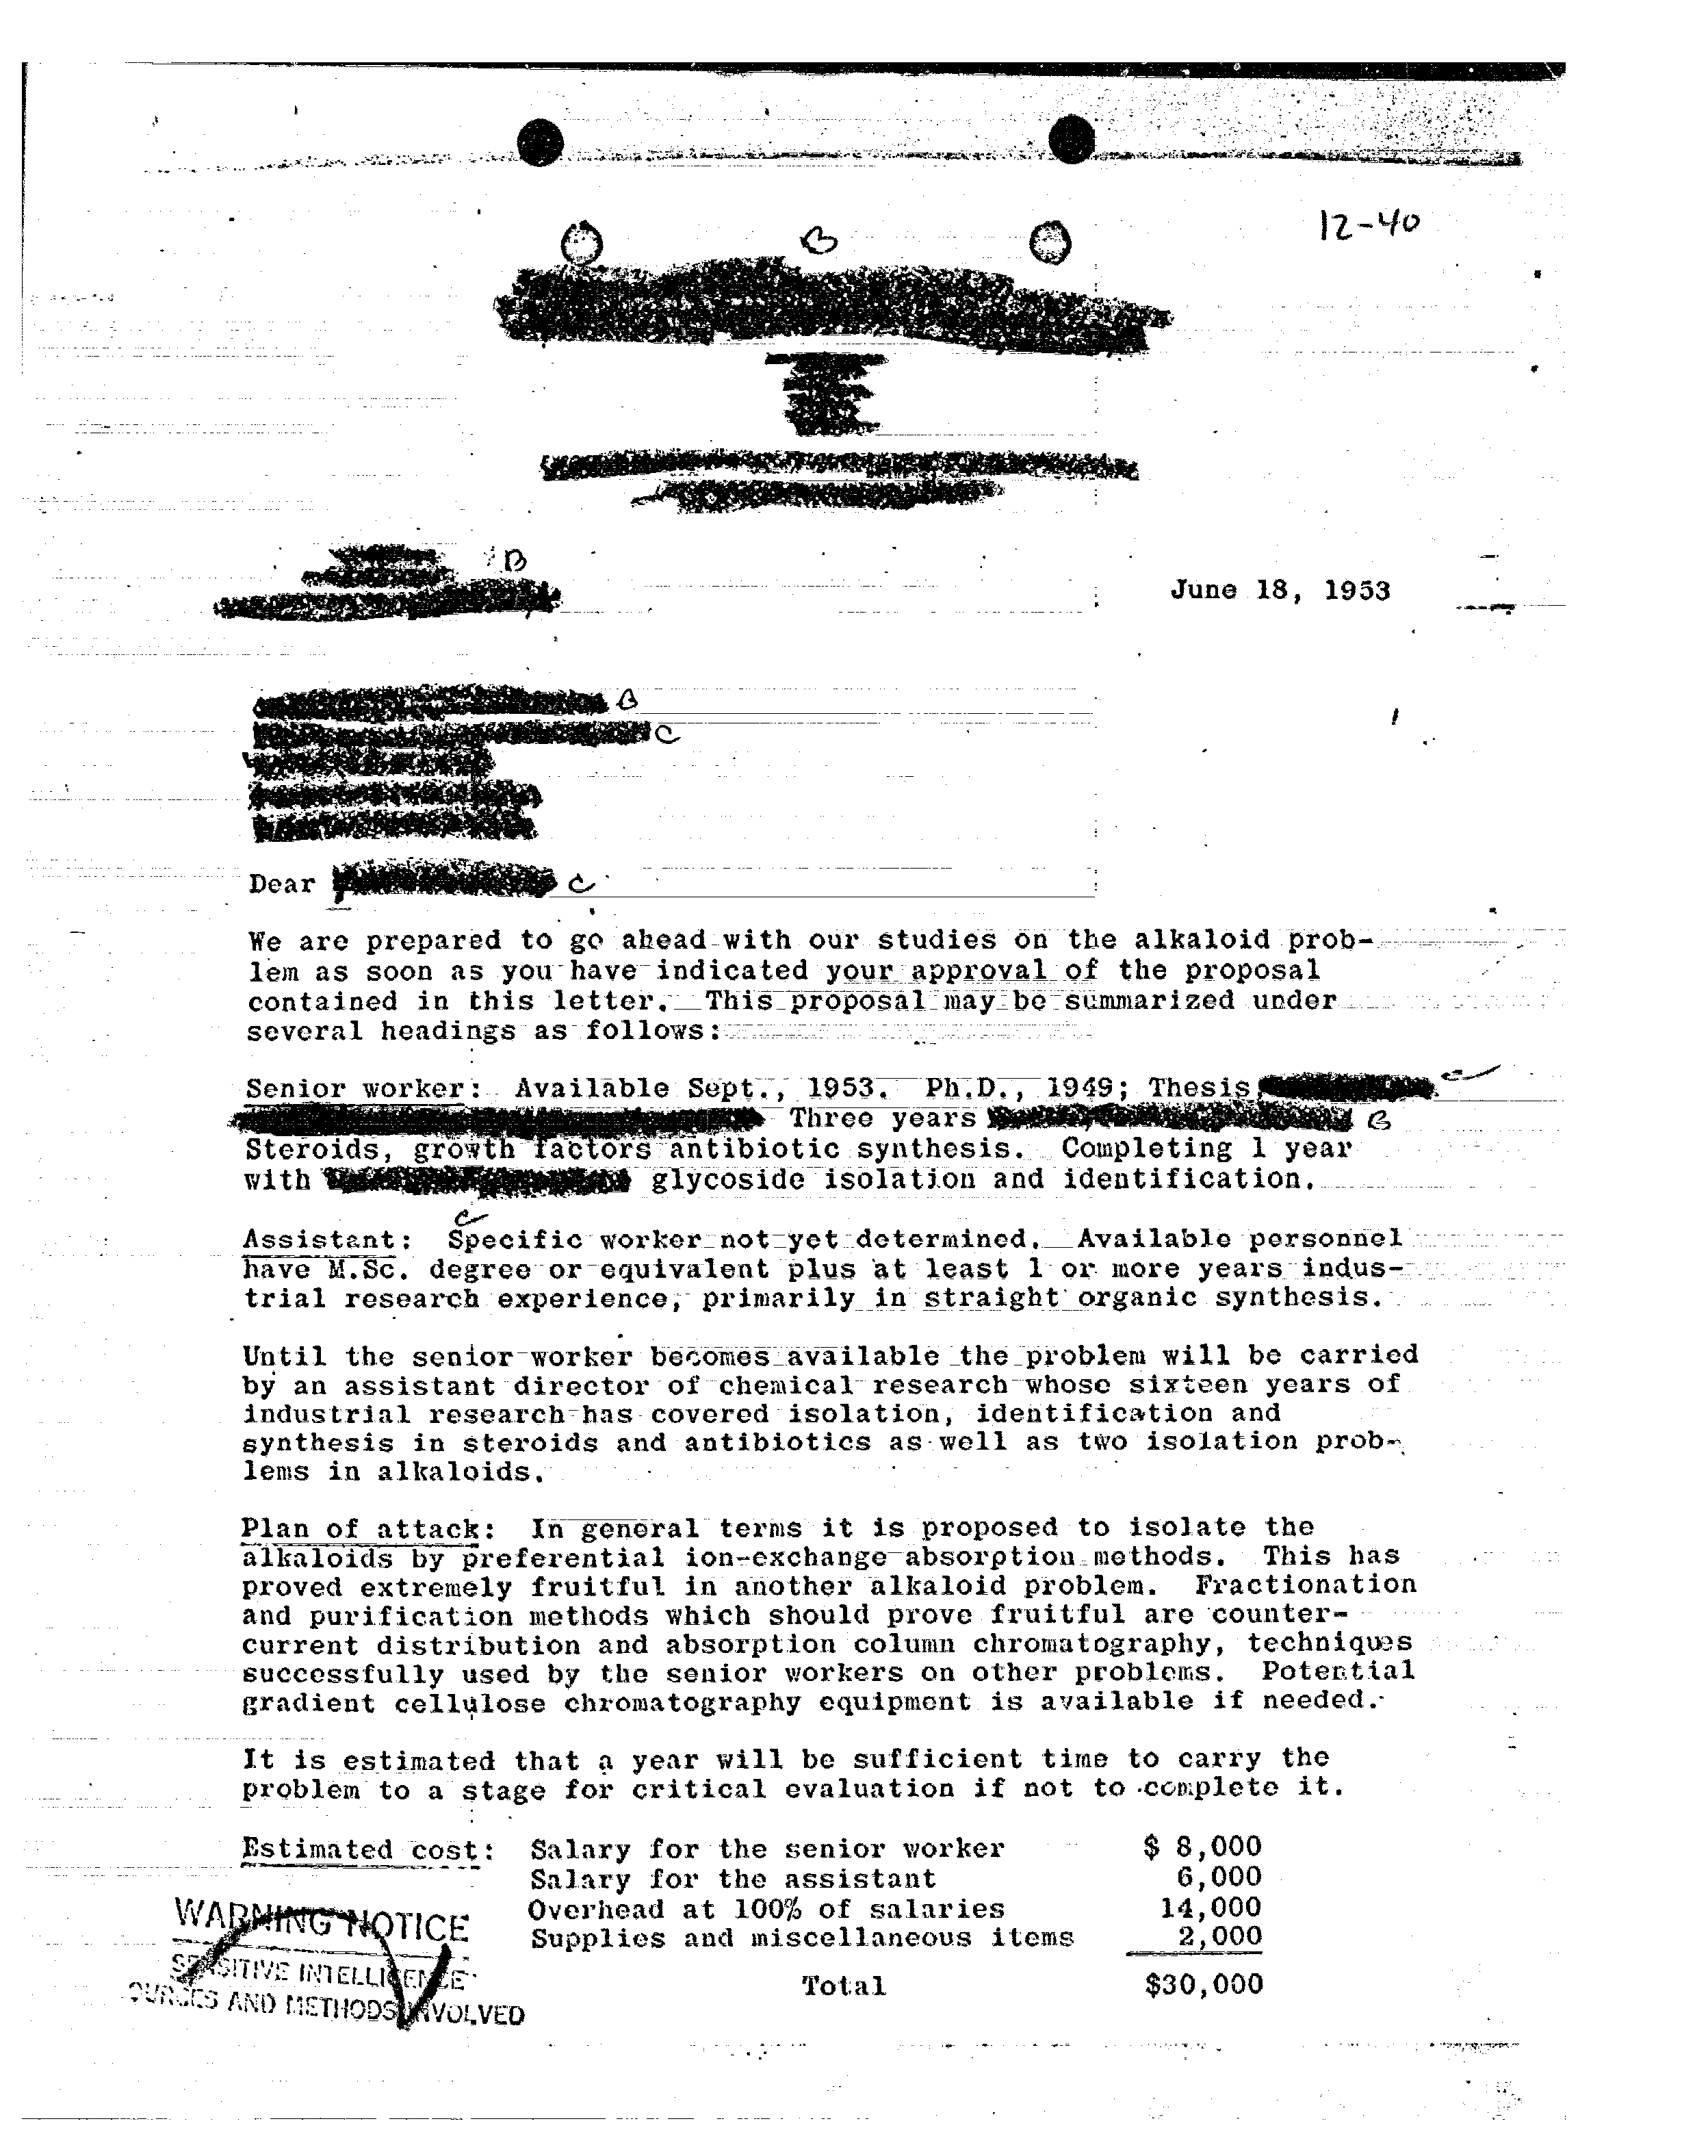 12-40
B
B
June 18, 1953
B
C
Dear C
We are prepared to go ahead with our studies on the alkaloid prob-
lem as soon as you have indicated your approval of the proposal
contained in this letter. This proposal may be summarized under
several headings as follows:
Senior worker: Available Sept., 1953. Ph.D., 1949; Thesis C
Three years B
Steroids, growth factors antibiotic synthesis. Completing 1 year
with glycoside isolation and identification.
C
Assistant: Specific worker not yet determined. Available personnel
have M.Sc. degree or equivalent plus at least 1 or more years indus-
trial research experience, primarily in straight organic synthesis.
Until the senior worker becomes available the problem will be carried
by an assistant director of chemical research whose sixteen years of
industrial research has covered isolation, identification and
synthesis in steroids and antibiotics as well as two isolation prob-
lems in alkaloids.
Plan of attack: In general terms it is proposed to isolate the
alkaloids by preferential ion-exchange absorption methods. This has
proved extremely fruitful in another alkaloid problem. Fractionation
and purification methods which should prove fruitful are counter-
current distribution and absorption column chromatography, techniques
successfully used by the senior workers on other problems. Potential
gradient cellulose chromatography equipment is available if needed.
It is estimated that a year will be sufficient time to carry the
problem to a stage for critical evaluation if not to complete it.
Estimated cost: Salary for the senior worker $ 8,000
Salary for the assistant 6,000
Overhead at 100% of salaries 14,000
Supplies and miscellaneous items 2,000
Total $30,000
WARNING NOTICE
SENSITIVE INTELLIGENCE
OURCES AND METHODS INVOLVED